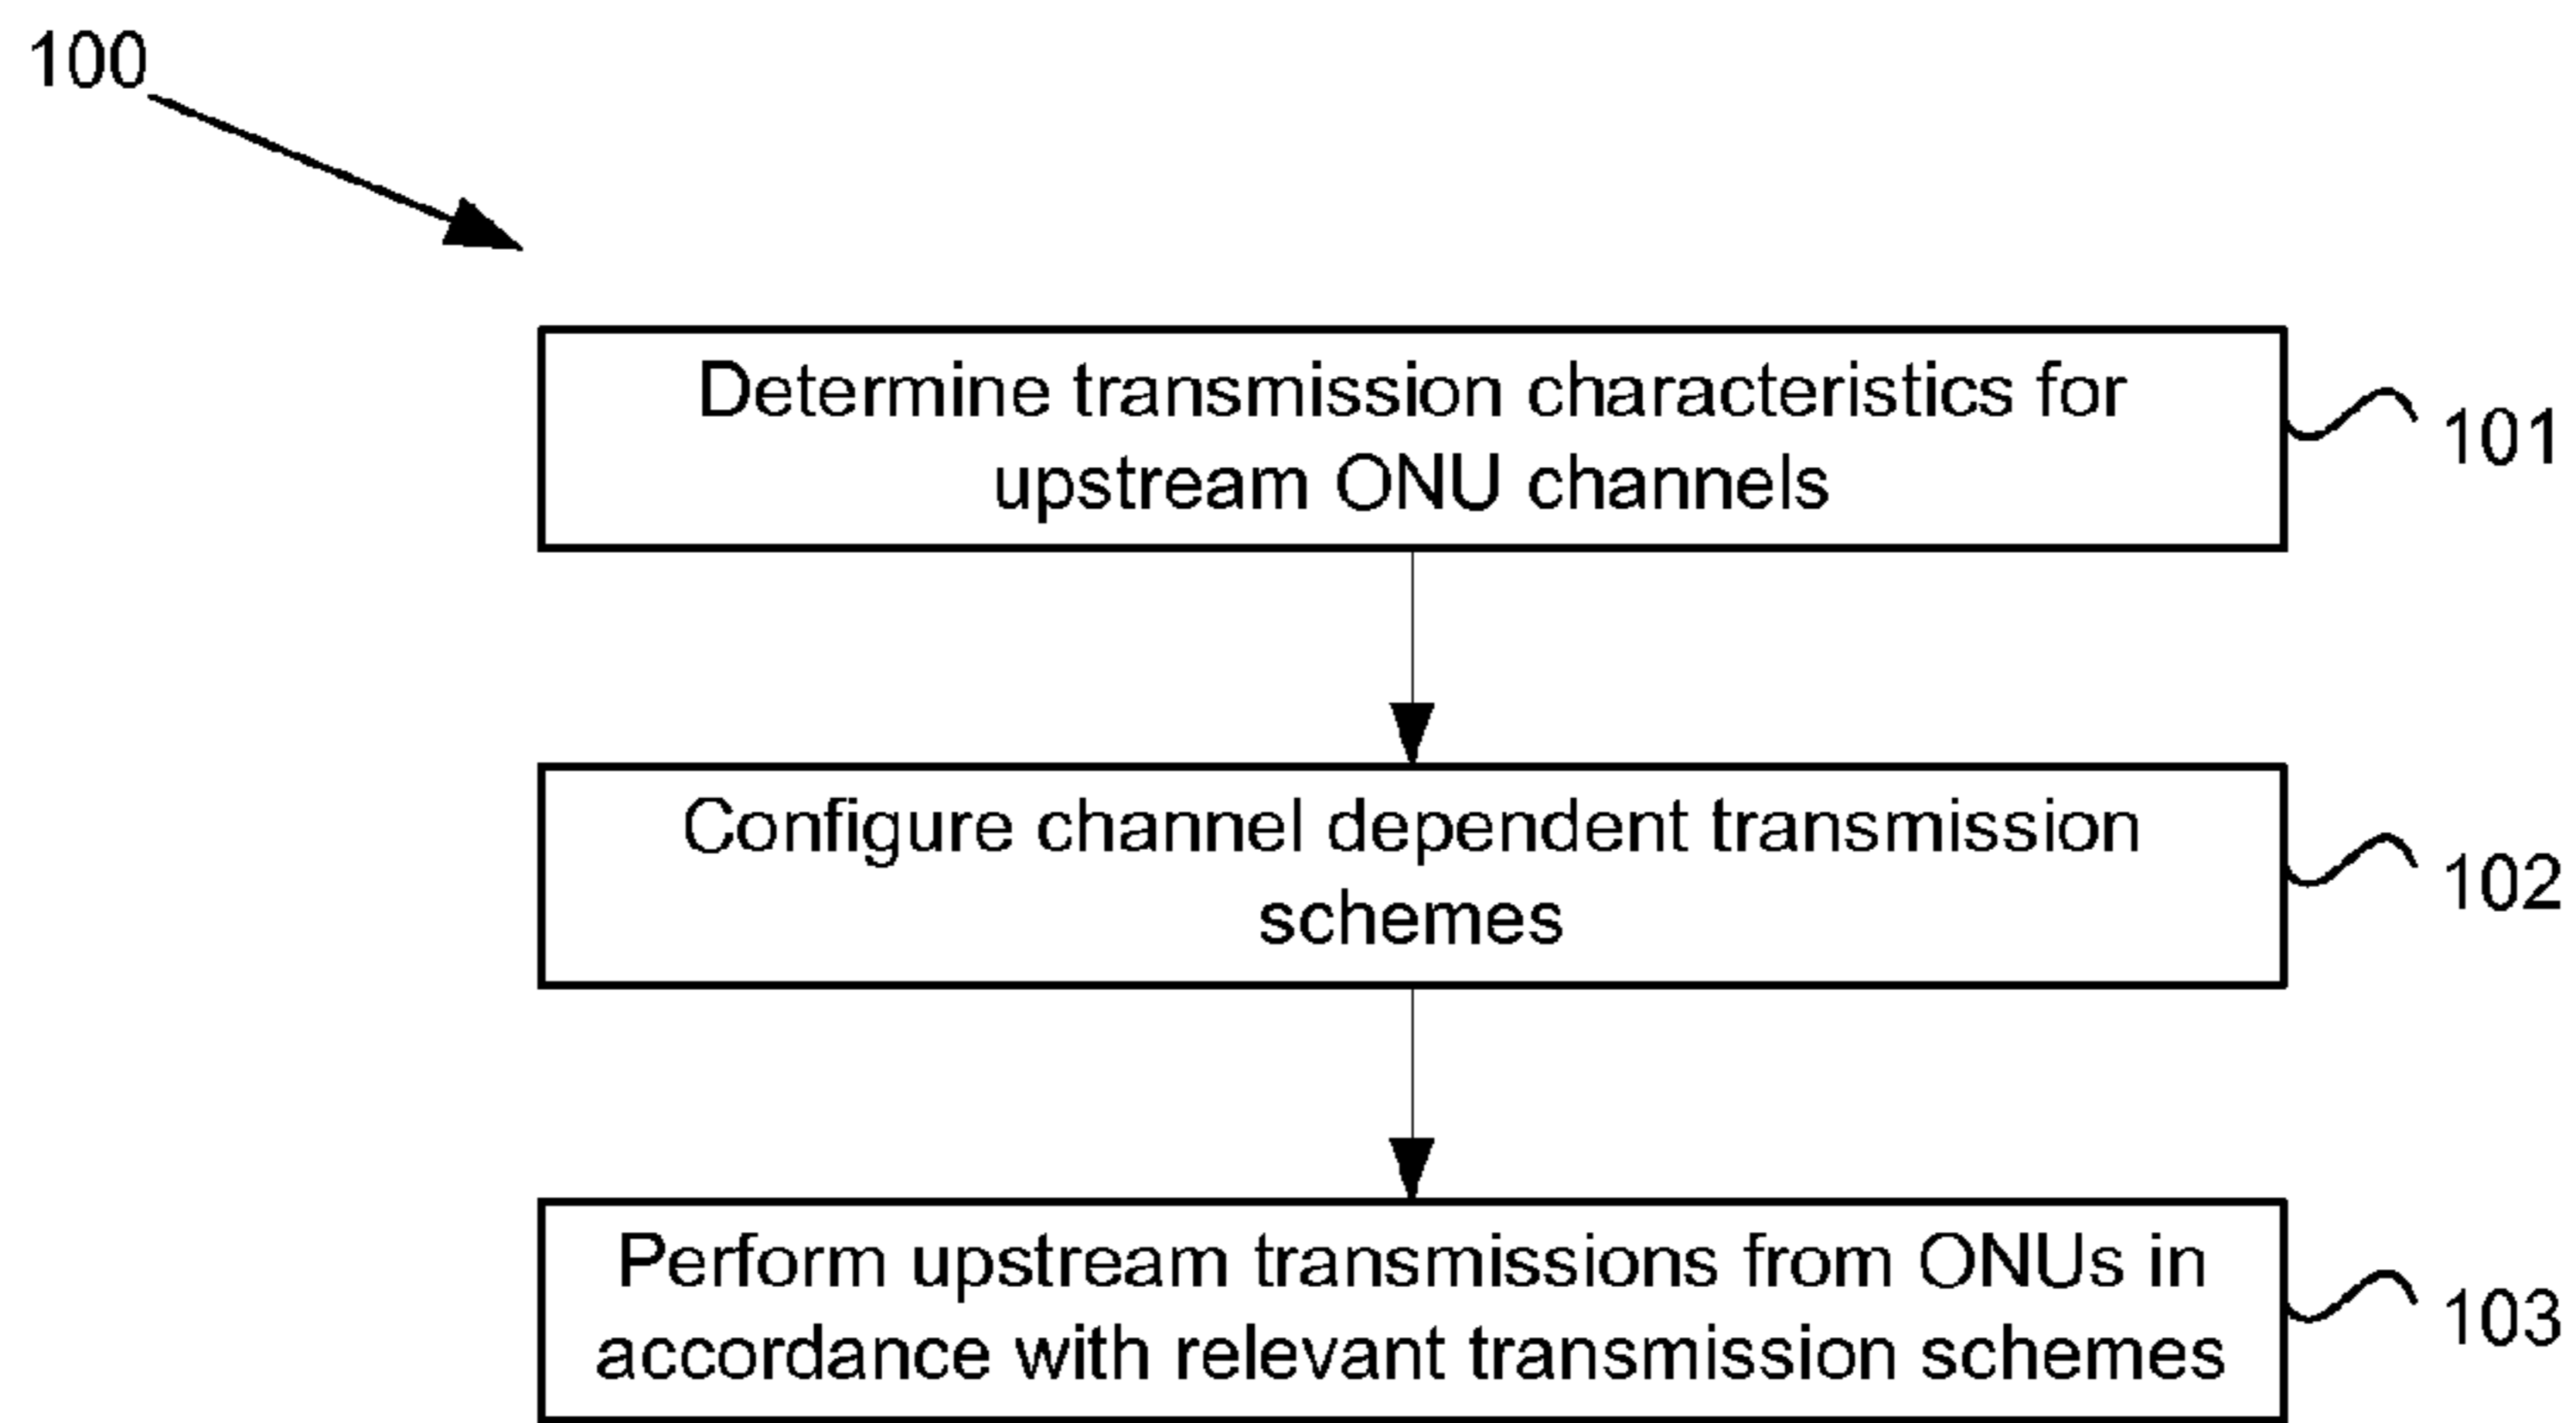 100
Determine transmission characteristics for
upstream ONU channels
101
Configure channel dependent transmission
schemes
102
Perform upstream transmissions from ONUs in
accordance with relevant transmission schemes
103